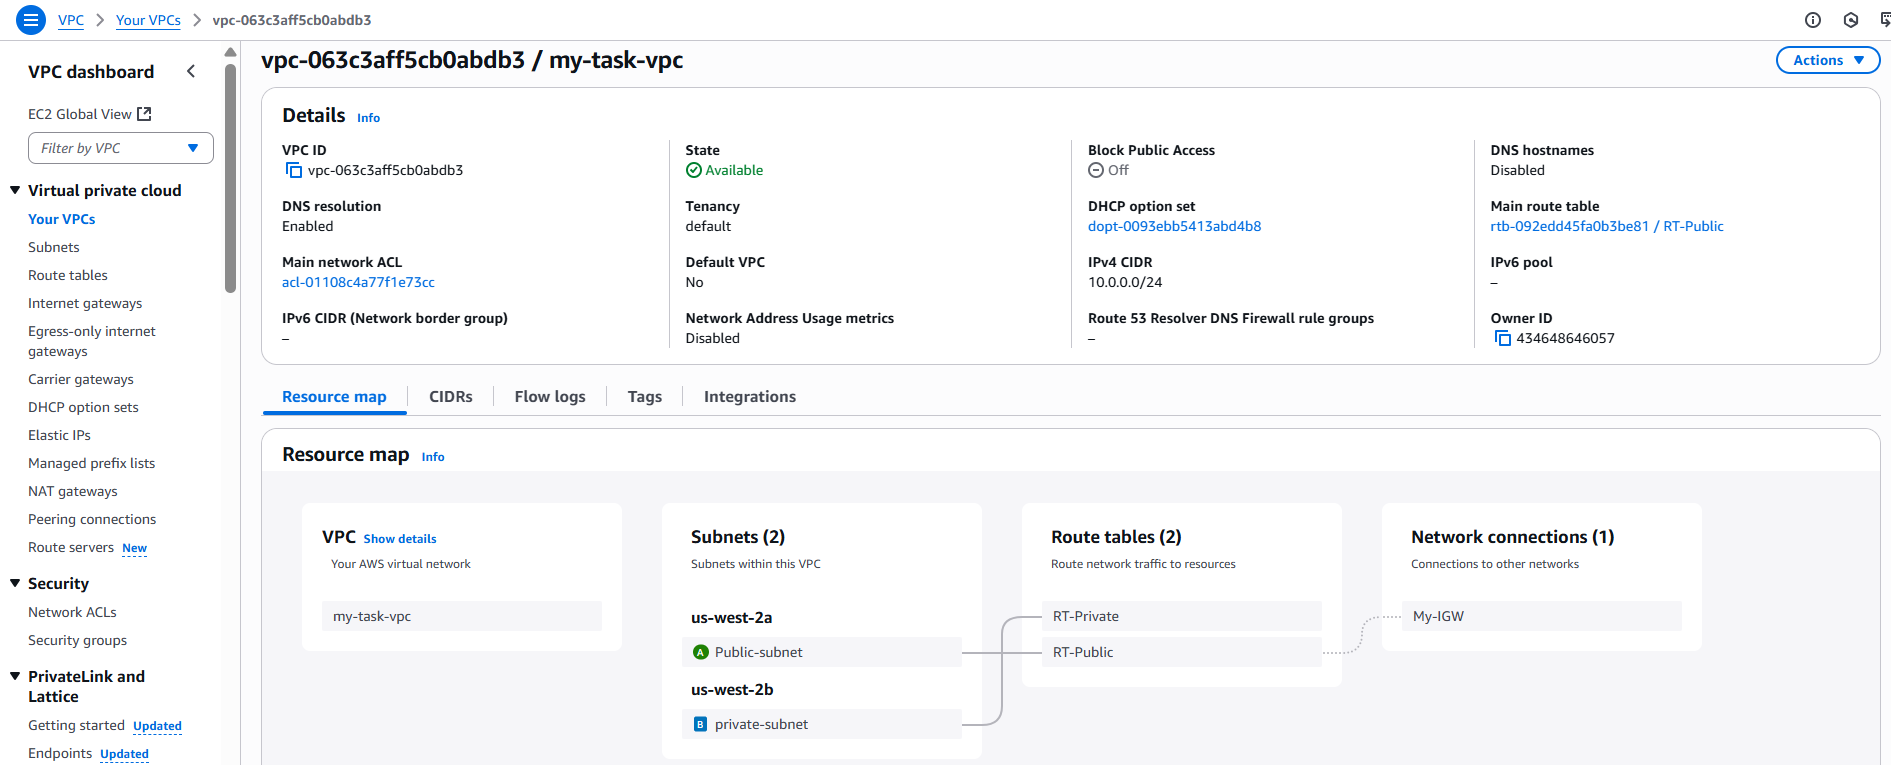 VPC > Your VPCs > vpc-063c3aff5cb0abdb3
VPC dashboard
EC2 Global View
Filter by VPC
Virtual private cloud
Your VPCs
Subnets
Route tables
Internet gateways
Egress-only internet
gateways
Carrier gateways
DHCP option sets
Elastic IPs
Managed prefix lists
NAT gateways
Peering connections
Route servers New
Security
Network ACLs
Security groups
PrivateLink and
Lattice
Getting started Updated
Endpoints Updated
vpc-063c3aff5cb0abdb3 / my-task-vpc
Actions
Details Info
VPC ID
vpc-063c3aff5cb0abdb3
State
Available
Block Public Access
Off
DNS hostnames
Disabled
DNS resolution
Enabled
Tenancy
default
DHCP option set
dopt-0093ebb5413abd4b8
Main route table
rtb-092edd45fa0b3be81 / RT-Public
Main network ACL
acl-01108c4a77f1e73cc
Default VPC
No
IPv4 CIDR
10.0.0.0/24
IPv6 pool
–
IPv6 CIDR (Network border group)
–
Network Address Usage metrics
Disabled
Route 53 Resolver DNS Firewall rule groups
–
Owner ID
434648646057
Resource map CIDRs Flow logs Tags Integrations
Resource map Info
VPC Show details
Your AWS virtual network
my-task-vpc
Subnets (2)
Subnets within this VPC
us-west-2a
A Public-subnet
us-west-2b
B private-subnet
Route tables (2)
Route network traffic to resources
RT-Private
RT-Public
Network connections (1)
Connections to other networks
My-IGW